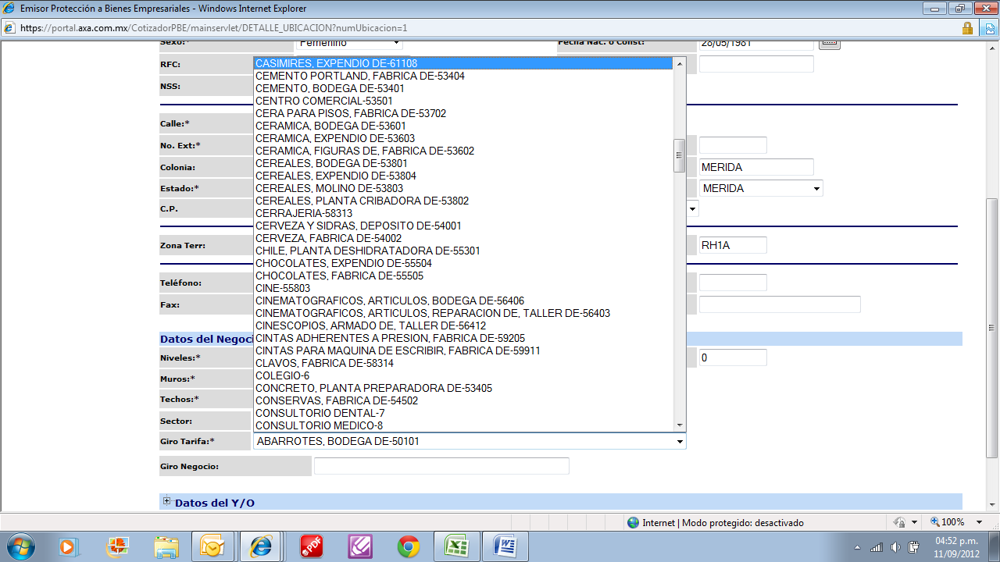 Emisor Protección a Bienes Empresariales - Windows Internet Explorer
https://portal.axa.com.mx/CotizadorPBE/mainservlet/DETALLE_UBICACION?numUbicacion=1
Sexo:* Femenino Fecha Nac. o Const: 28/05/1981
RFC:
NSS:
Calle:*
No. Ext:*
Colonia: MERIDA
Estado:* MERIDA
C.P.
Zona Terr: RH1A
Teléfono:
Fax:
Datos del Negoci
Niveles:* 0
Muros:*
Techos:*
Sector:
CASIMIRES, EXPENDIO DE-61108
CEMENTO PORTLAND, FABRICA DE-53404
CEMENTO, BODEGA DE-53401
CENTRO COMERCIAL-53501
CERA PARA PISOS, FABRICA DE-53702
CERAMICA, BODEGA DE-53601
CERAMICA, EXPENDIO DE-53603
CERAMICA, FIGURAS DE, FABRICA DE-53602
CEREALES, BODEGA DE-53801
CEREALES, EXPENDIO DE-53804
CEREALES, MOLINO DE-53803
CEREALES, PLANTA CRIBADORA DE-53802
CERRAJERIA-58313
CERVEZA Y SIDRAS, DEPOSITO DE-54001
CERVEZA, FABRICA DE-54002
CHILE, PLANTA DESHIDRATADORA DE-55301
CHOCOLATES, EXPENDIO DE-55504
CHOCOLATES, FABRICA DE-55505
CINE-55803
CINEMATOGRAFICOS, ARTICULOS, BODEGA DE-56406
CINEMATOGRAFICOS, ARTICULOS, REPARACION DE, TALLER DE-56403
CINESCOPIOS, ARMADO DE, TALLER DE-56412
CINTAS ADHERENTES A PRESION, FABRICA DE-59205
CINTAS PARA MAQUINA DE ESCRIBIR, FABRICA DE-59911
CLAVOS, FABRICA DE-58314
COLEGIO-6
CONCRETO, PLANTA PREPARADORA DE-53405
CONSERVAS, FABRICA DE-54502
CONSULTORIO DENTAL-7
CONSULTORIO MEDICO-8
Giro Tarifa:* ABARROTES, BODEGA DE-50101
Giro Negocio:
Datos del Y/O
Internet | Modo protegido: desactivado 100%
PDF
04:52 p.m.
11/09/2012